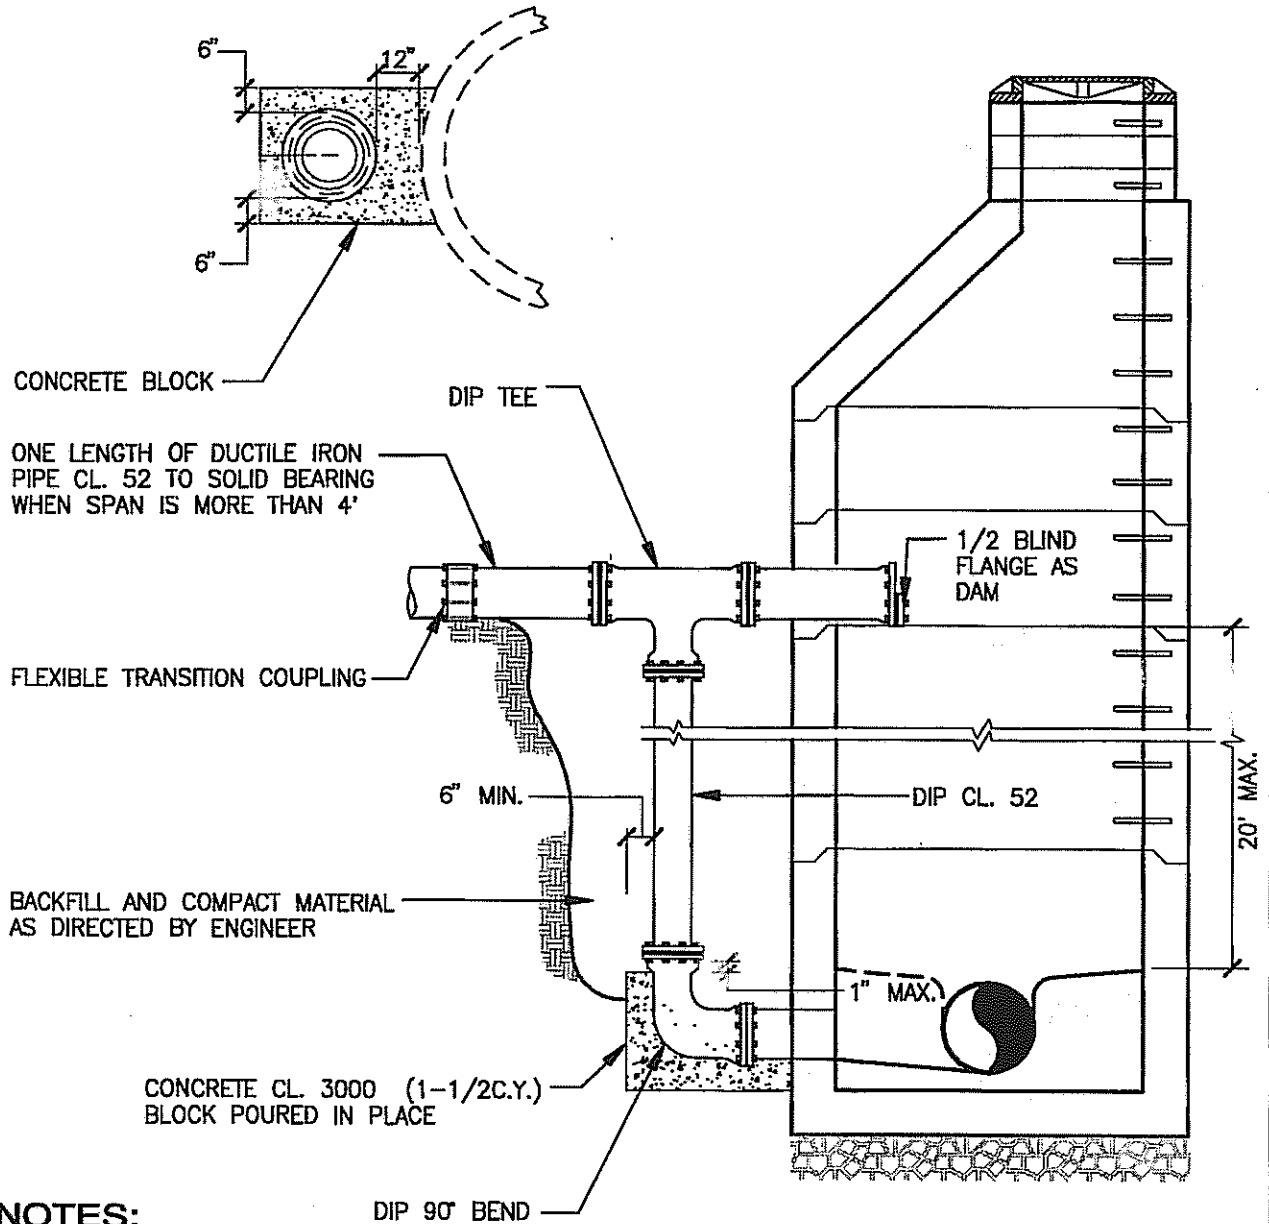 6"
12"
6"
CONCRETE BLOCK
DIP TEE
ONE LENGTH OF DUCTILE IRON
PIPE CL. 52 TO SOLID BEARING
WHEN SPAN IS MORE THAN 4'
1/2 BLIND
FLANGE AS
DAM
FLEXIBLE TRANSITION COUPLING
6" MIN.
DIP CL. 52
20' MAX.
BACKFILL AND COMPACT MATERIAL
AS DIRECTED BY ENGINEER
1" MAX.
CONCRETE CL. 3000 (1-1/2C.Y.)
BLOCK POURED IN PLACE
NOTES:
DIP 90° BEND